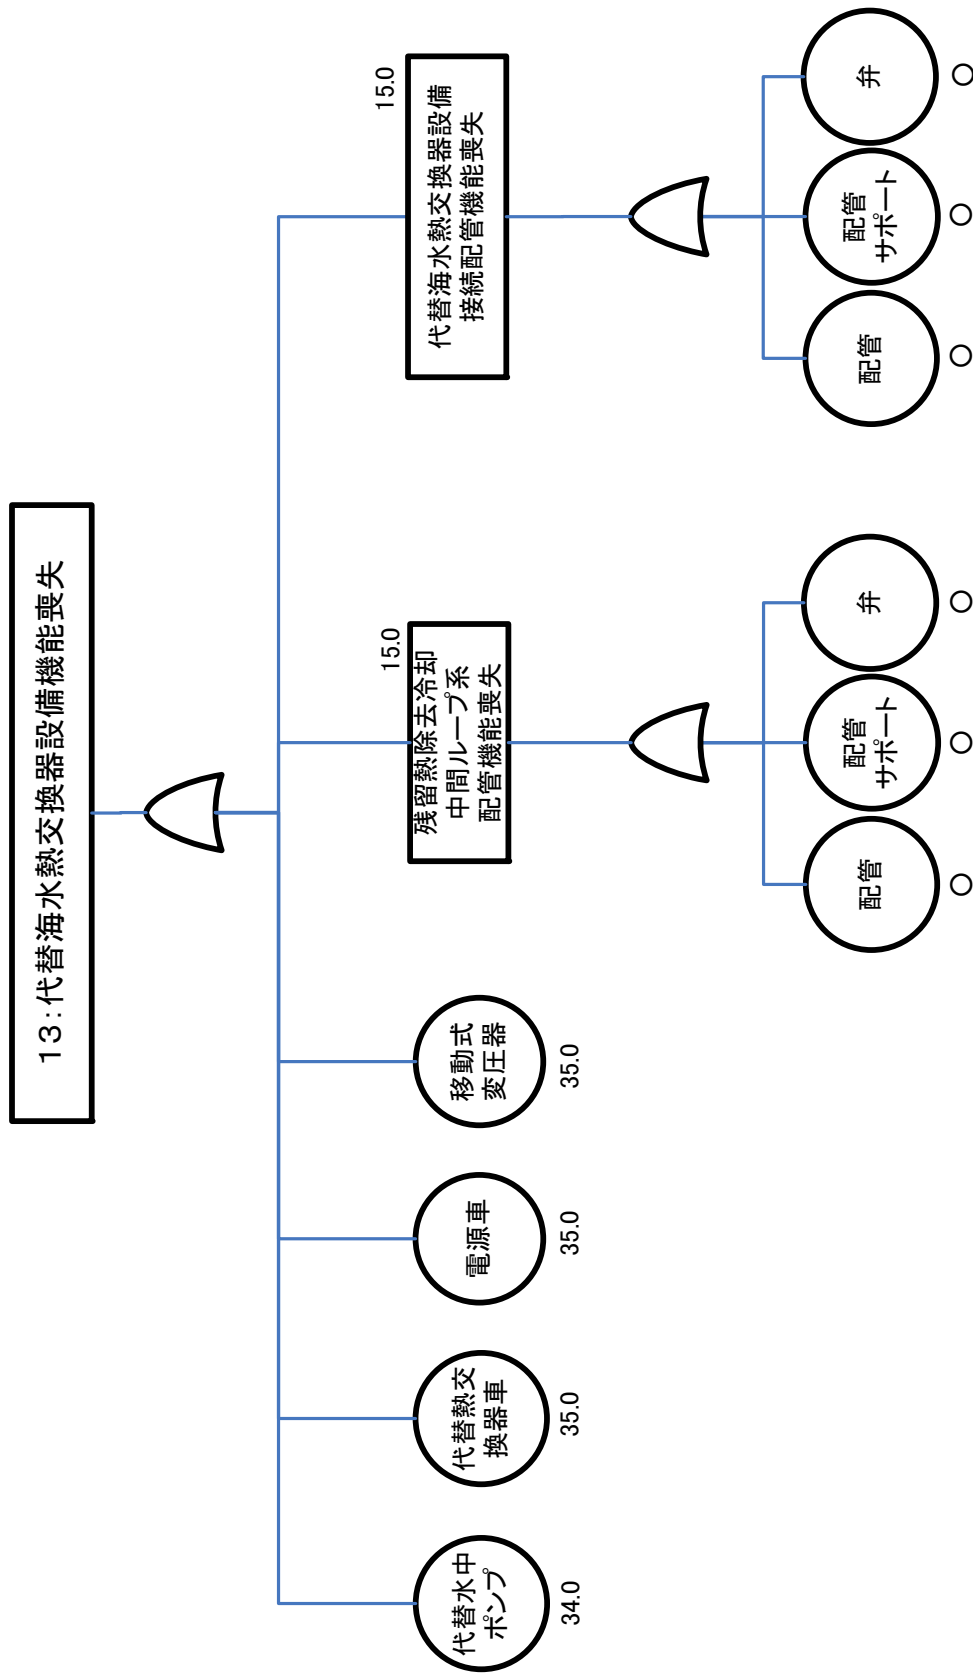 13:代替海水熱交換器設備機能喪失
代替水中
ポンプ
34.0
代替熱交
換器車
35.0
電源車
35.0
移動式
変圧器
35.0
15.0
残留熱除去冷却
中間ループ系
配管機能喪失
配管
○
配管
サポート
○
弁
○
15.0
代替海水熱交換器設備
接続配管機能喪失
配管
○
配管
サポート
○
弁
○